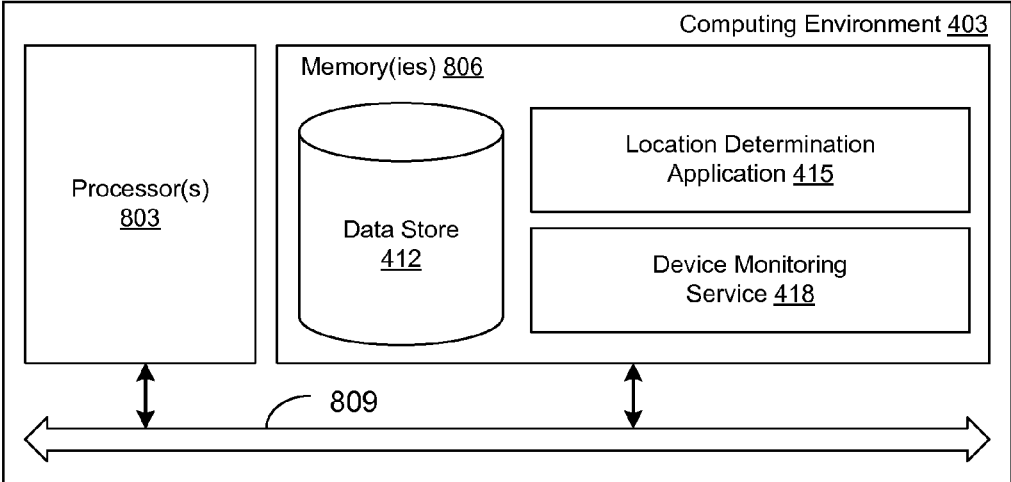 Computing Environment 403
Memory(ies) 806
Processor(s)
803
Data Store
412
Location Determination
Application 415
Device Monitoring
Service 418
809